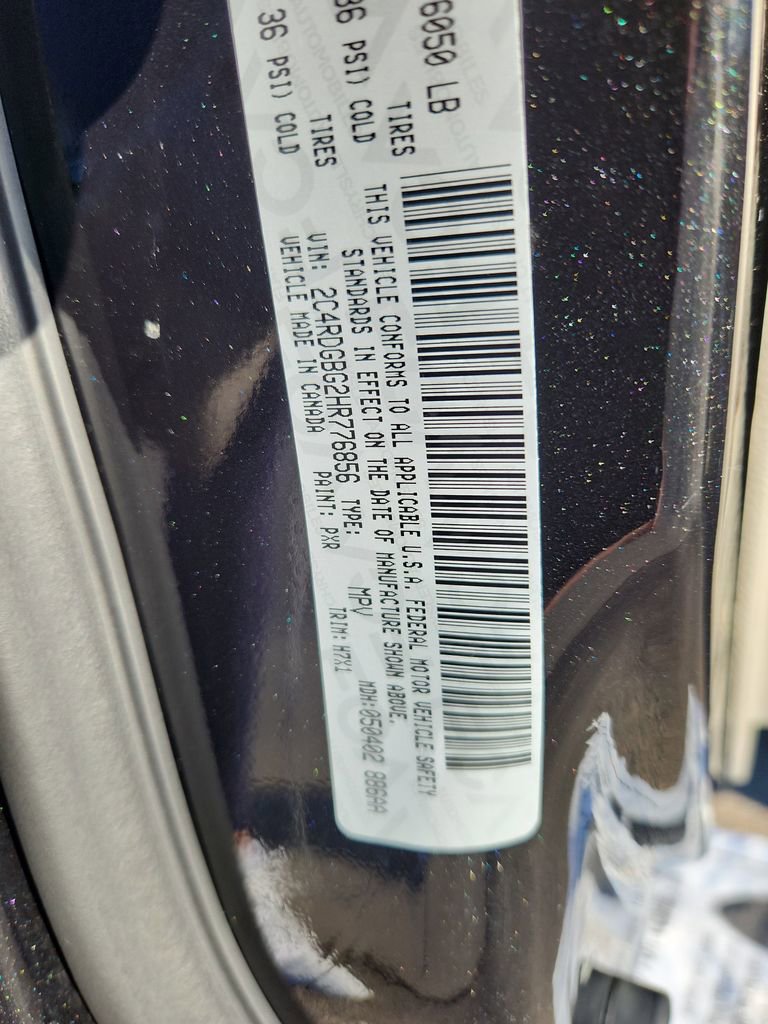 6050 LB
TIRES
36 PSI) COLD
TIRES
36 PSI) COLD
THIS VEHICLE CONFORMS TO ALL APPLICABLE U.S.A. FEDERAL MOTOR VEHICLE SAFETY
STANDARDS IN EFFECT ON THE DATE OF MANUFACTURE SHOWN ABOVE.
VIN: 2C4RDGBG2HR776856 TYPE: MPV MDH:050402 886AA
VEHICLE MADE IN CANADA PAINT: PXR TRIM: H7X1